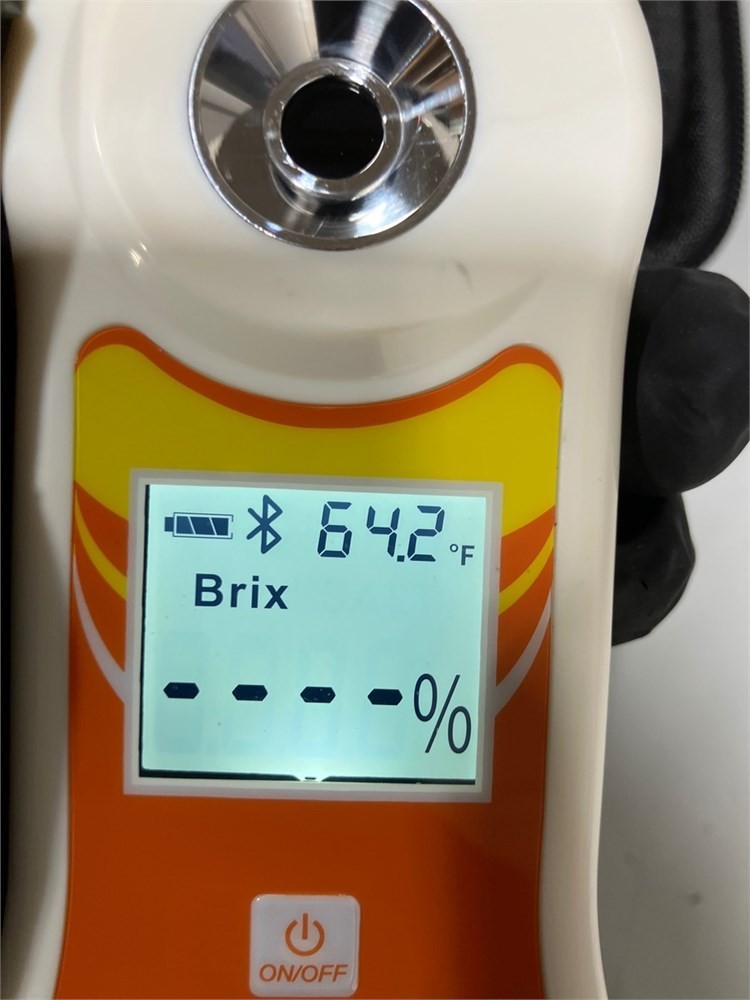 64.2 °F
Brix
- - - - %
ON/OFF